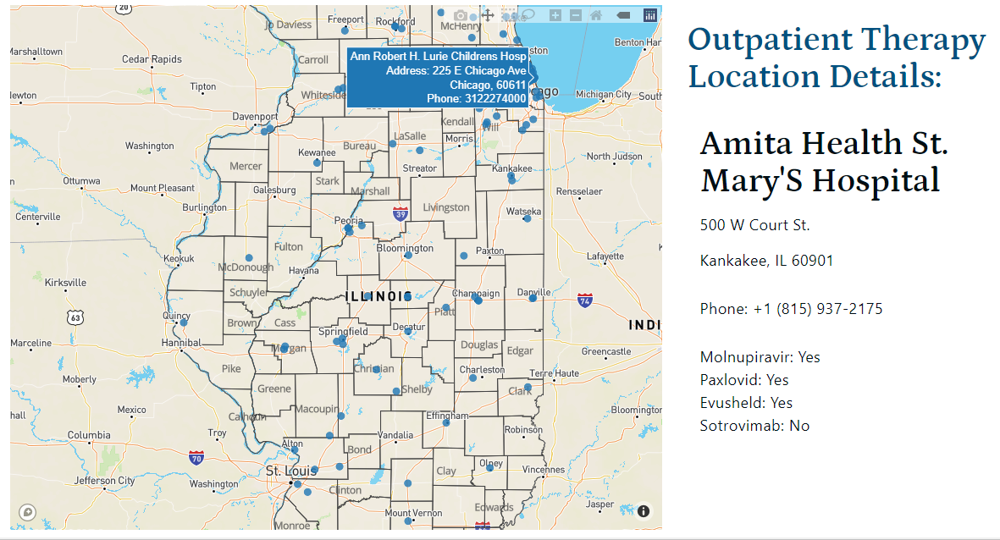 20
Jo Daviess
Freeport
Rockford
McHenry
Marshalltown
Cedar Rapids
Carroll
Ann Robert H. Lurie Childrens Hosp
Address: 225 E Chicago Ave
Chicago, 60611
Phone: 3122274000
ston
Benton Har
Tipton
Whiteside
ago
Michigan City
South
lewton
Davenport
Kendall
Will
Washington
LaSalle
Morris
Bureau
Kewanee
North Judson
Mercer
Streator
Kankakee
Ottumwa
Mount Pleasant
Galesburg
Stark
Marshall
Rensselaer
Burlington
39
Livingston
Watseka
Centerville
Peoria
Fulton
Bloomington
Paxton
Lafayette
Keokuk
McDonough
Havana
Kirksville
Schuyler
ILLINOIS
Champaign
Danville
74
63
Quincy
Brown
Cass
Piatt
INDI
Springfield
Decatur
Marceline
Hannibal
Morgan
Douglas
Edgar
Greencastle
Pike
Christian
Charleston
Terre Haute
Moberly
Greene
Shelby
Clark
hall
Mexico
Calhoun
Macoupin
Effingham
Bloomington
Columbia
Troy
Alton
Vandalia
Robinson
70
Bond
St. Louis
Clay
Olney
Vincennes
Jefferson City
Washington
Clinton
Edwards
Jasper
Mount Vernon
Monroe
Outpatient Therapy
Location Details:
Amita Health St.
Mary'S Hospital
500 W Court St.
Kankakee, IL 60901
Phone: +1 (815) 937-2175
Molnupiravir: Yes
Paxlovid: Yes
Evusheld: Yes
Sotrovimab: No